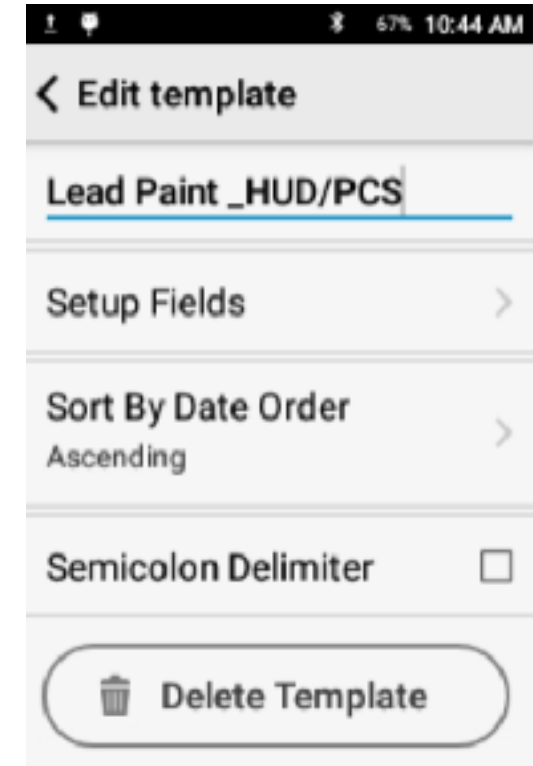 67% 10:44 AM
Edit template
Lead Paint _HUD/PCS
Setup Fields
Sort By Date Order
Ascending
Semicolon Delimiter
Delete Template